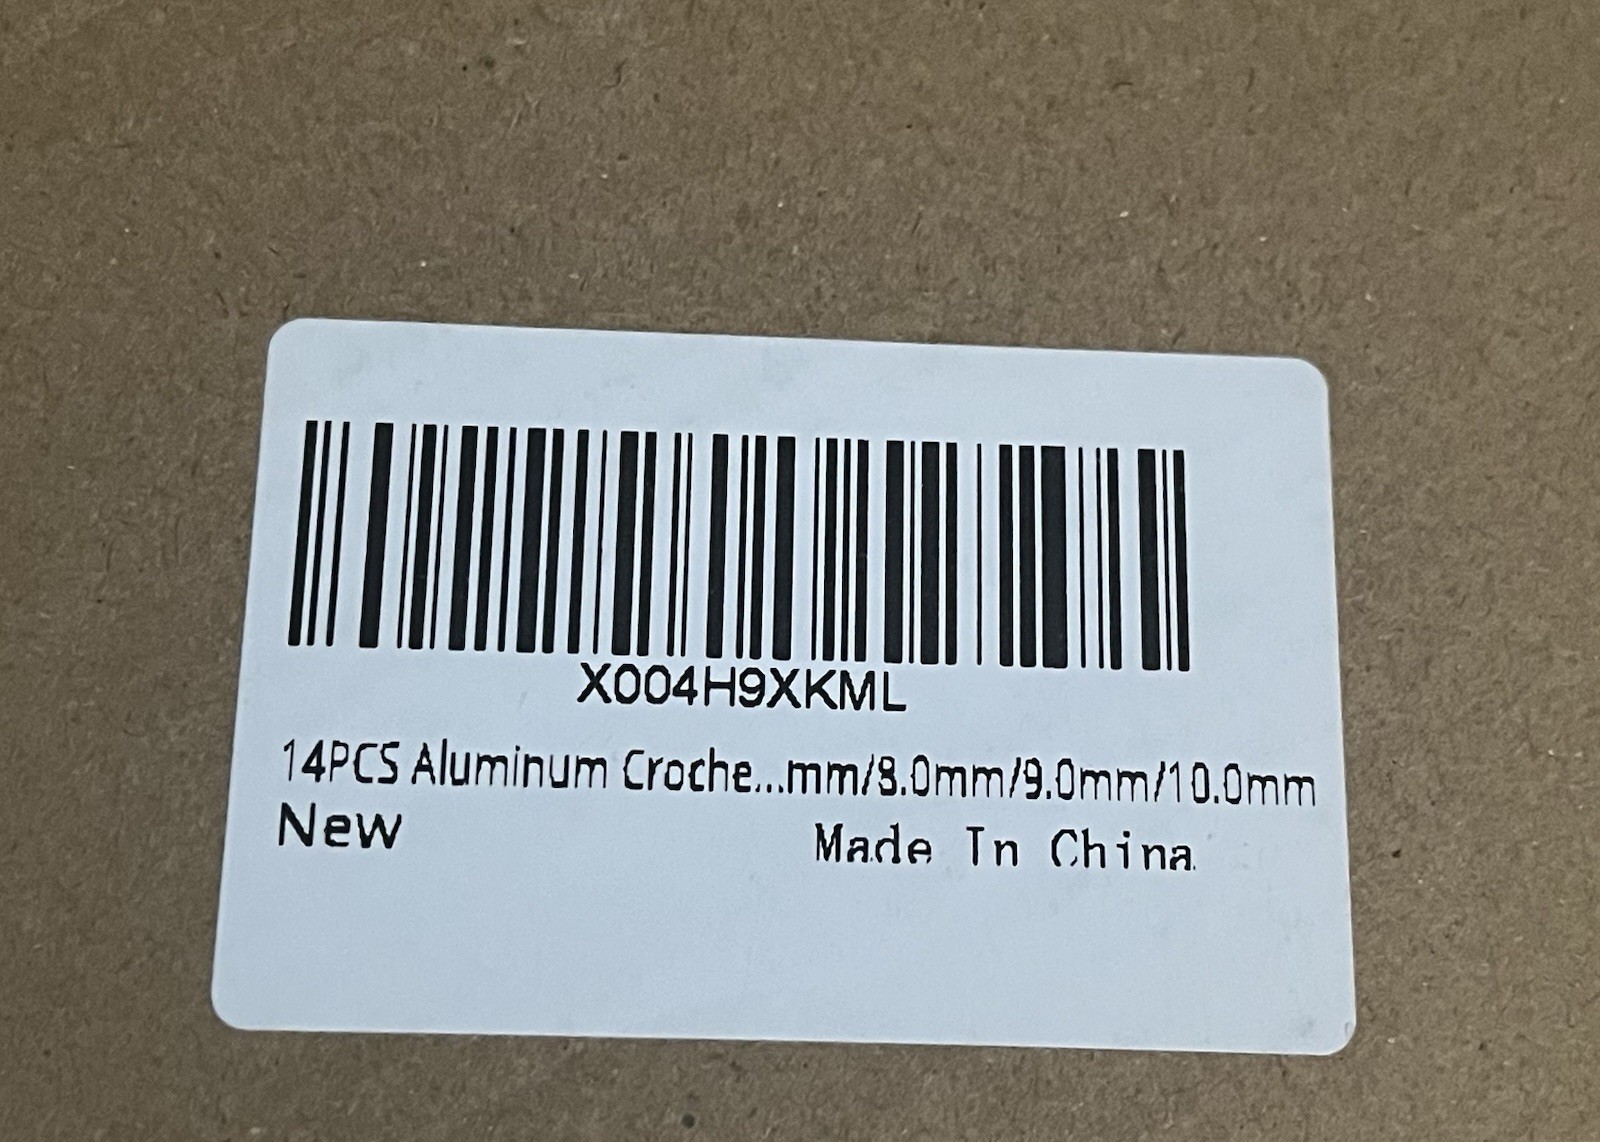 X004H9XKML
14PCS Aluminum Croche...mm/8.0mm/9.0mm/10.0mm
New
Made In China